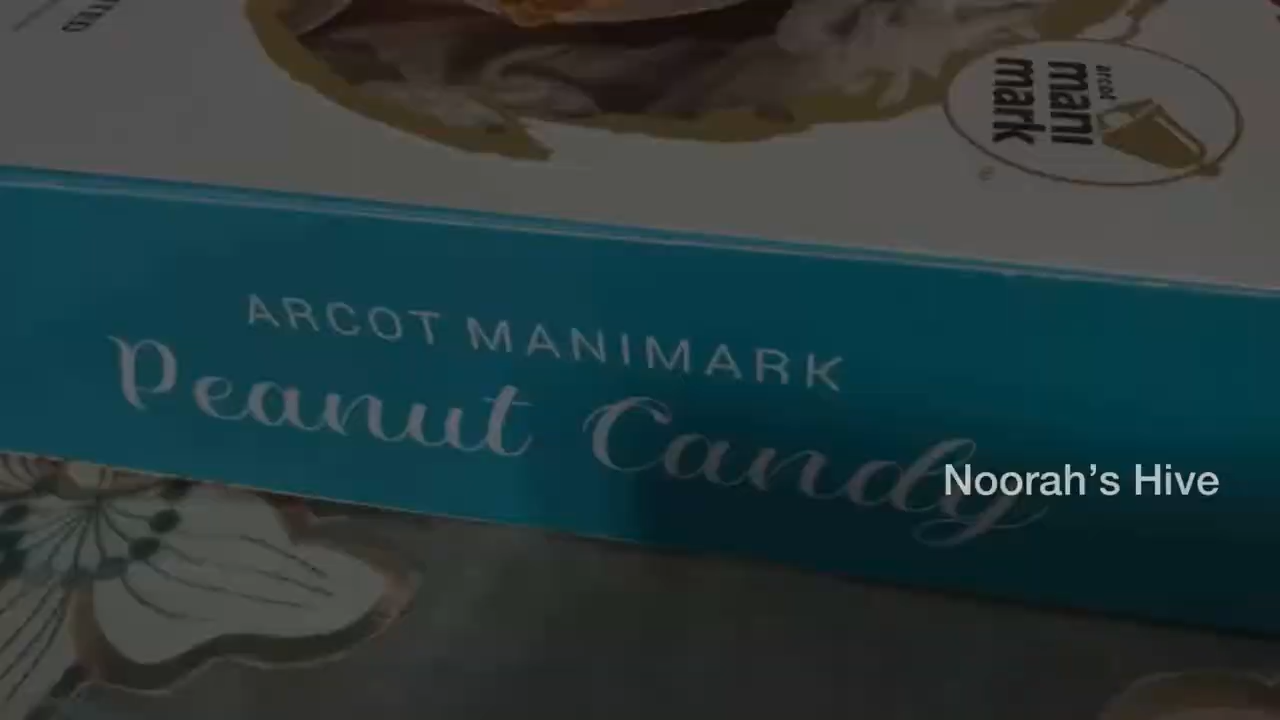 arcot
mani
mark
ARCOT MANIMARK
Peanut Candy
Noorah's Hive